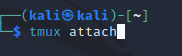 ┌──(kali㉿kali)-[~]
└─$ tmux attach